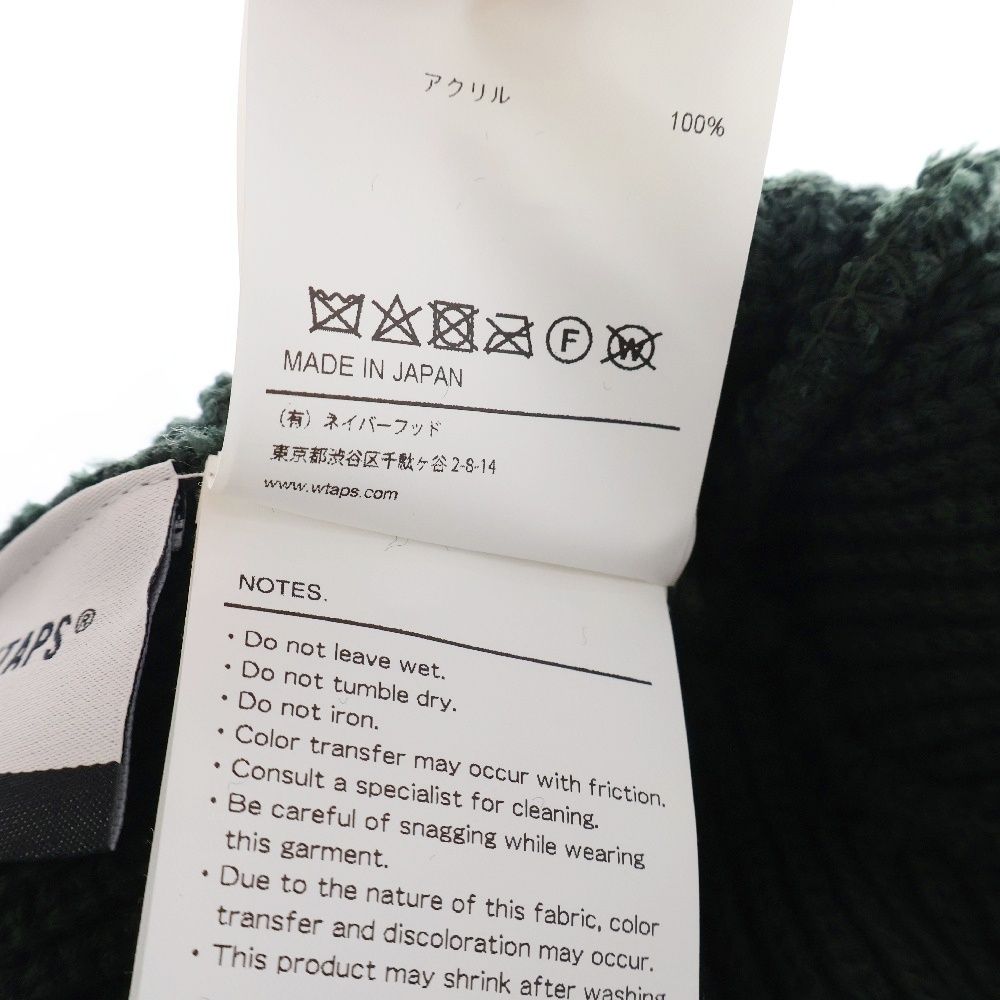 アクリル
100%
F
W
MADE IN JAPAN
(有) ネイバーフッド
東京都渋谷区千駄ヶ谷 2-8-14
www.wtaps.com
NOTES.
・Do not leave wet.
・Do not tumble dry.
・Do not iron.
・Color transfer may occur with friction.
・Consult a specialist for cleaning.
・Be careful of snagging while wearing
this garment.
・Due to the nature of this fabric, color
transfer and discoloration may occur.
・This product may shrink after washing
TAPS®